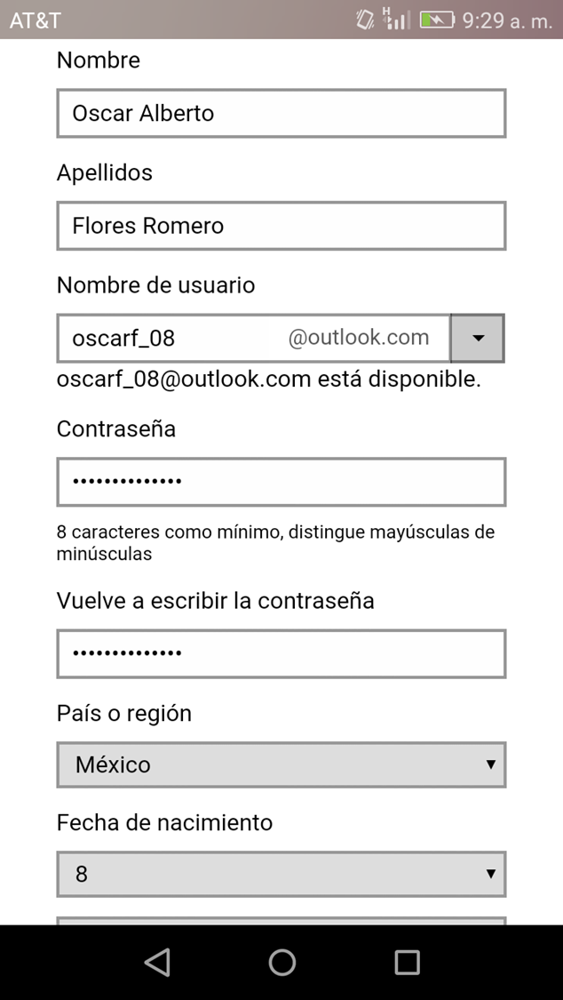 AT&T
H
9:29 a. m.
Nombre
Oscar Alberto
Apellidos
Flores Romero
Nombre de usuario
oscarf_08 @outlook.com
oscarf_08@outlook.com está disponible.
Contraseña
••••••••••••••
8 caracteres como mínimo, distingue mayúsculas de
minúsculas
Vuelve a escribir la contraseña
••••••••••••••
País o región
México
Fecha de nacimiento
8